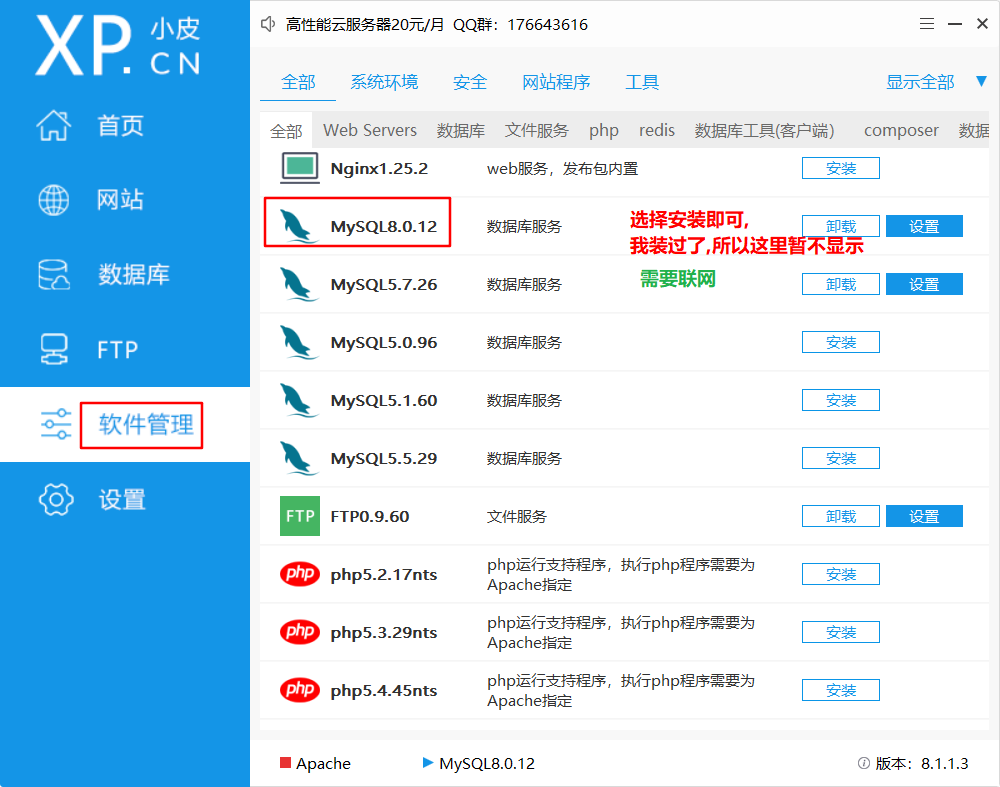 XP.CN 小皮
高性能云服务器20元/月 QQ群：176643616
首页
网站
数据库
FTP
软件管理
设置
全部 系统环境 安全 网站程序 工具 显示全部
全部 Web Servers 数据库 文件服务 php redis 数据库工具(客户端) composer 数据
Nginx1.25.2 web服务，发布包内置 安装
MySQL8.0.12 数据库服务 卸载 设置
选择安装即可,
我装过了,所以这里暂不显示
需要联网
MySQL5.7.26 数据库服务 卸载 设置
MySQL5.0.96 数据库服务 安装
MySQL5.1.60 数据库服务 安装
MySQL5.5.29 数据库服务 安装
FTP FTP0.9.60 文件服务 卸载 设置
php php5.2.17nts php运行支持程序，执行php程序需要为 安装
Apache指定
php php5.3.29nts php运行支持程序，执行php程序需要为 安装
Apache指定
php php5.4.45nts php运行支持程序，执行php程序需要为 安装
Apache指定
Apache MySQL8.0.12 版本：8.1.1.3